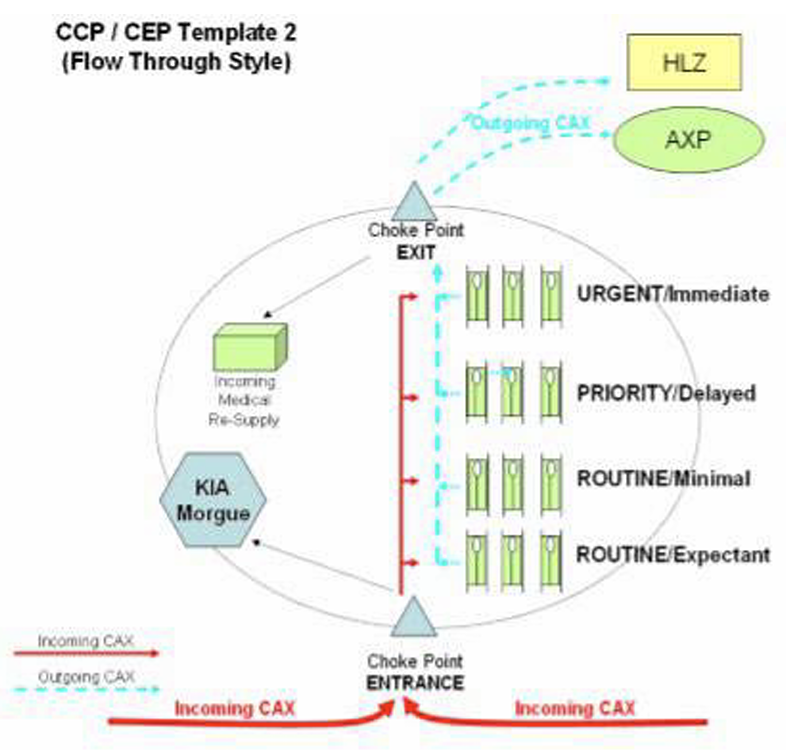 CCP / CEP Template 2
(Flow Through Style)
HLZ
Outgoing CAX
AXP
Choke Point
EXIT
URGENT/Immediate
Incoming
Medical
Re-Supply
PRIORITY/Delayed
KIA
Morgue
ROUTINE/Minimal
ROUTINE/Expectant
Incoming CAX
Outgoing CAX
Choke Point
ENTRANCE
Incoming CAX
Incoming CAX